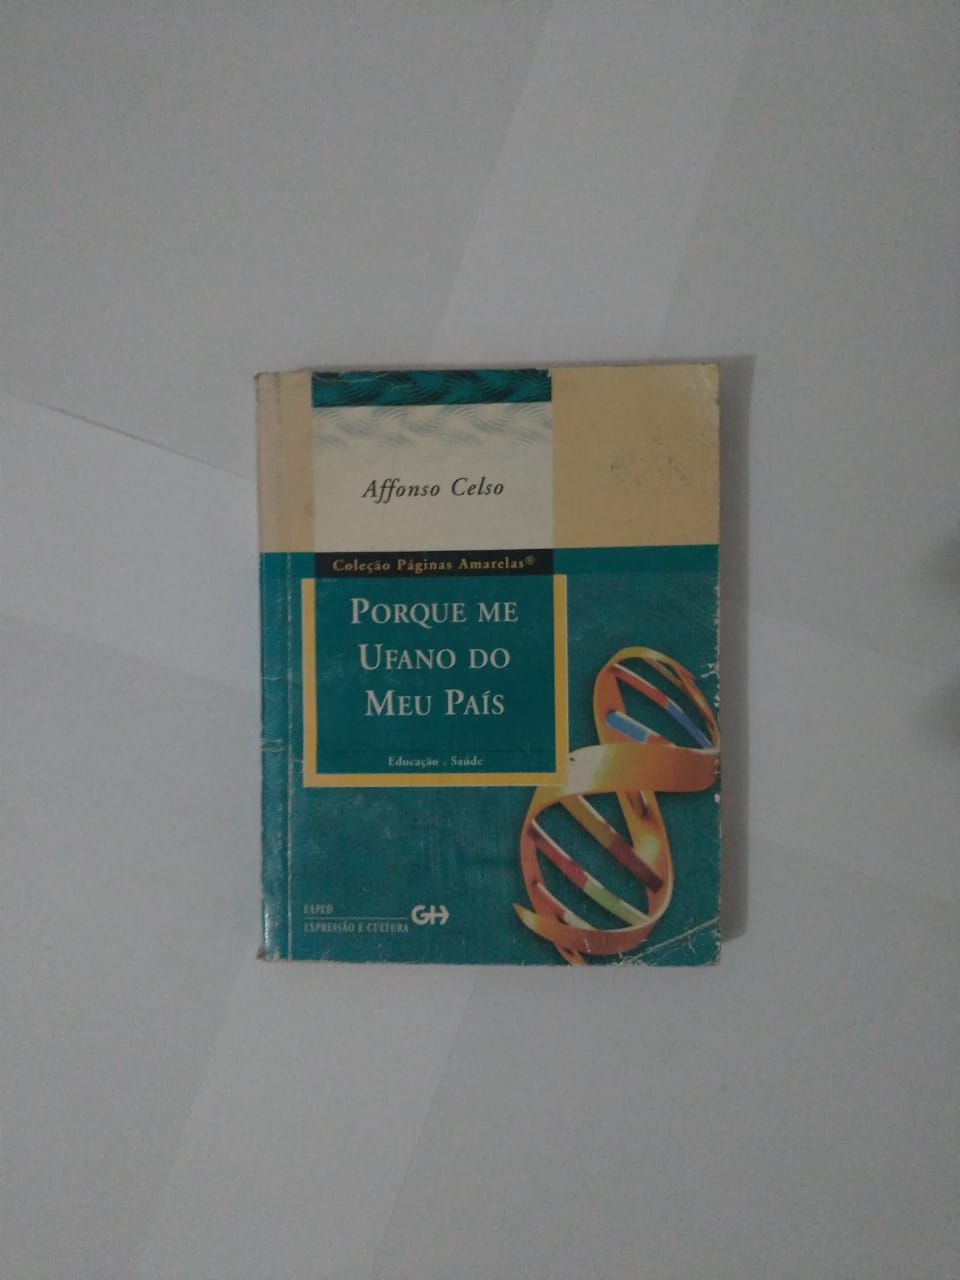 Affonso Celso
Coleção Páginas Amarelas®
PORQUE ME
UFANO DO
MEU PAÍS
Educação . Saúde
EXPED
EXPRESSÃO E CULTURA
GH